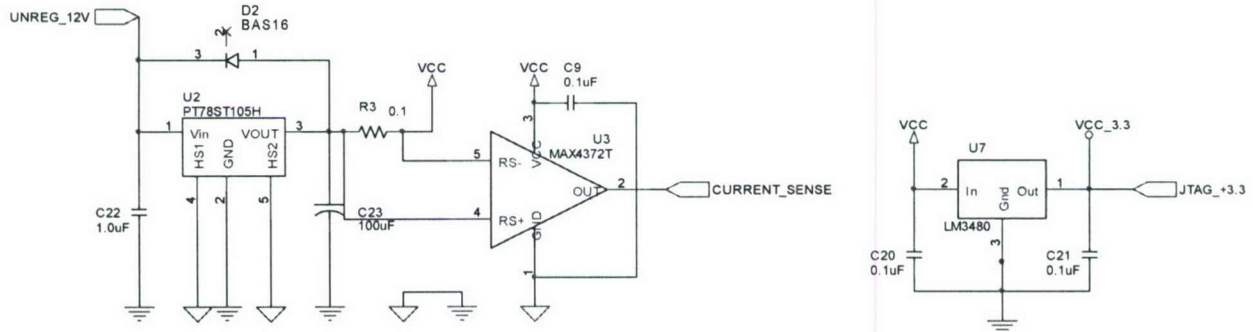 UNREG_12V
D2
BAS16
2
3
1
U2
PT78ST105H
1
Vin
VOUT
3
HS1
GND
HS2
4
2
5
C22
1.0uF
C23
100uF
R3
0.1
VCC
VCC
C9
0.1uF
3
U3
MAX4372T
5
RS-
VCC
OUT
2
CURRENT_SENSE
4
RS+
GND
1
VCC
VCC_3.3
U7
2
In
Out
1
Gnd
LM3480
3
JTAG_+3.3
C20
0.1uF
C21
0.1uF